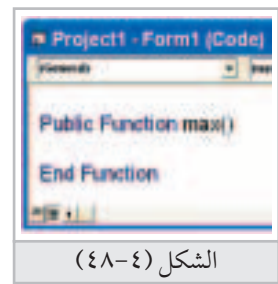 Project1 - Form1 (Code)
Public Function max()
End Function
الشكل (٤-٤٨)